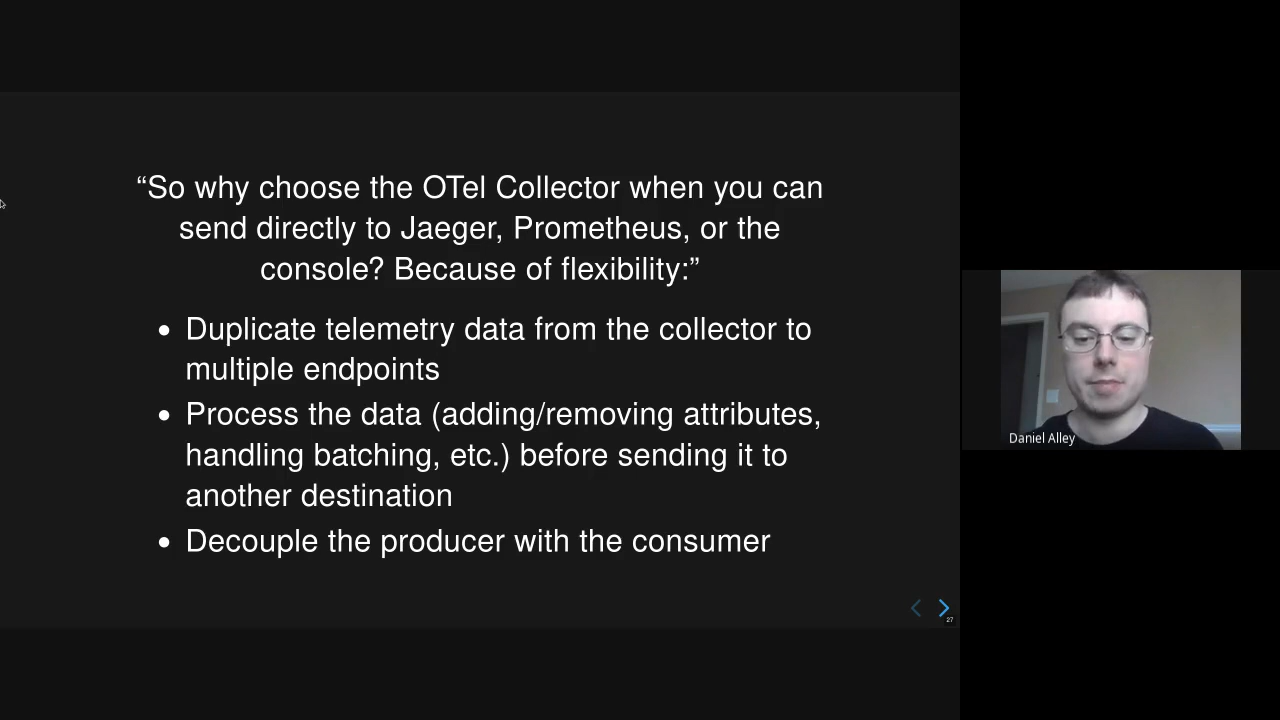 “So why choose the OTel Collector when you can
send directly to Jaeger, Prometheus, or the
console? Because of flexibility:”
• Duplicate telemetry data from the collector to
multiple endpoints
• Process the data (adding/removing attributes,
handling batching, etc.) before sending it to
another destination
• Decouple the producer with the consumer
27
Daniel Alley